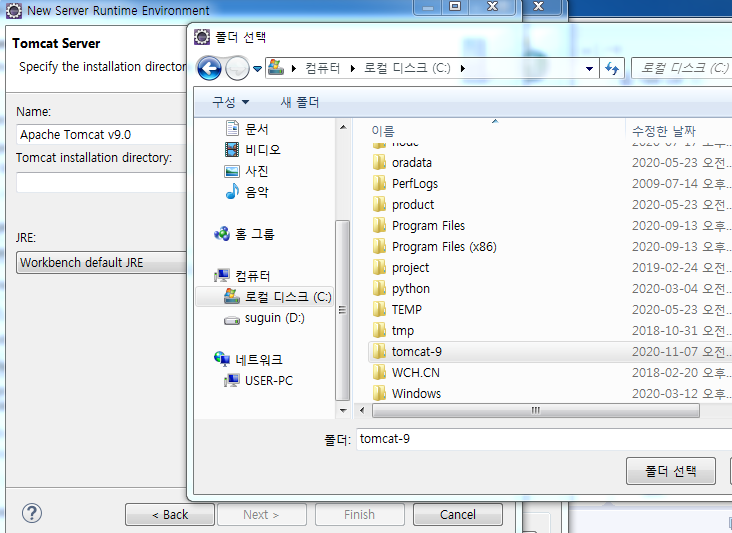 New Server Runtime Environment
Tomcat Server
Specify the installation director
Name:
Apache Tomcat v9.0
Tomcat installation directory:
JRE:
Workbench default JRE
< Back
Next >
Finish
Cancel
폴더 선택
컴퓨터
로컬 디스크 (C:)
로컬 디스크 (C:)
구성
새 폴더
문서
비디오
사진
음악
홈 그룹
컴퓨터
로컬 디스크 (C:)
suguin (D:)
네트워크
USER-PC
이름 수정한 날짜
node 2020-07-17 오후..
oradata 2020-05-23 오전..
PerfLogs 2009-07-14 오후..
product 2020-05-23 오전..
Program Files 2020-09-13 오후..
Program Files (x86) 2020-09-13 오후..
project 2019-02-24 오전..
python 2020-03-04 오전..
TEMP 2020-05-23 오전..
tmp 2018-10-31 오전..
tomcat-9 2020-11-07 오전..
WCH.CN 2018-02-20 오후..
Windows 2020-03-12 오전..
폴더: tomcat-9
폴더 선택